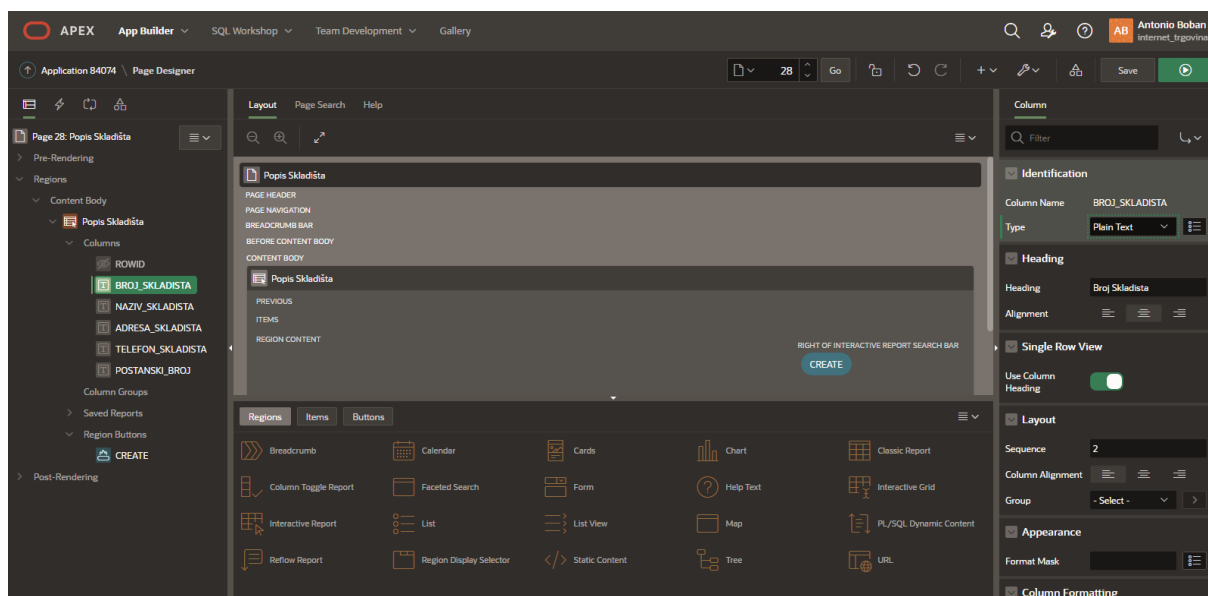 APEX App Builder SQL Workshop Team Development Gallery AB Antonio Boban
internet_trgovina
Application 84074 \ Page Designer 28 Go Save
Layout Page Search Help
Column
Page 28: Popis Skladišta
Pre-Rendering
Regions
Content Body
Popis Skladišta
Columns
ROWID
BROJ_SKLADISTA
NAZIV_SKLADISTA
ADRESA_SKLADISTA
TELEFON_SKLADISTA
POSTANSKI_BROJ
Column Groups
Saved Reports
Region Buttons
CREATE
Post-Rendering
Popis Skladišta
PAGE HEADER
PAGE NAVIGATION
BREADCRUMB BAR
BEFORE CONTENT BODY
CONTENT BODY
Popis Skladišta
PREVIOUS
ITEMS
REGION CONTENT
RIGHT OF INTERACTIVE REPORT SEARCH BAR
CREATE
Regions Items Buttons
Breadcrumb Calendar Cards Chart Classic Report
Column Toggle Report Faceted Search Form Help Text Interactive Grid
Interactive Report List List View Map PL/SQL Dynamic Content
Reflow Report Region Display Selector Static Content Tree URL
Filter
Identification
Column Name BROJ_SKLADISTA
Type Plain Text
Heading
Heading Broj Skladista
Alignment
Single Row View
Use Column
Heading
Layout
Sequence 2
Column Alignment
Group - Select -
Appearance
Format Mask
Column Formatting